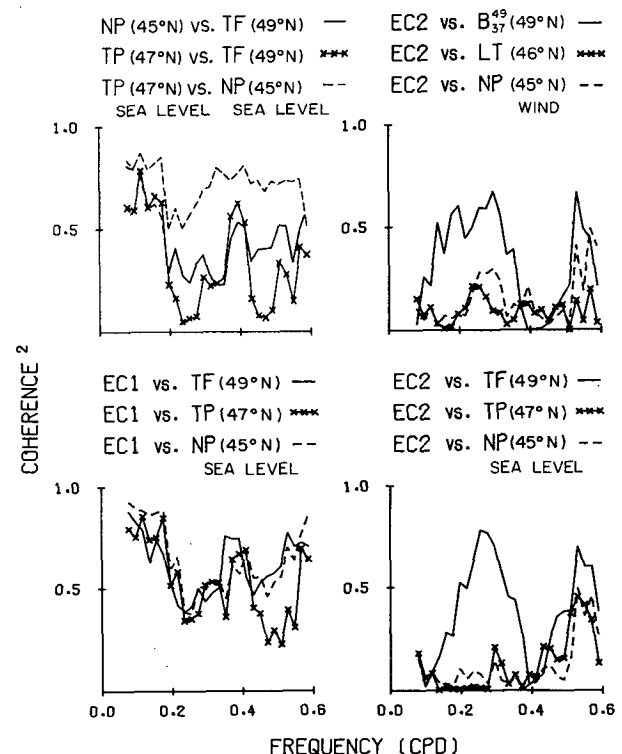 NP (45°N) VS. TF (49°N) —
TP (47°N) VS. TF (49°N) ×××
TP (47°N) VS. NP (45°N) ---
SEA LEVEL SEA LEVEL
EC2 vs. B⁴⁹₃₇ (49°N) —
EC2 vs. LT (46°N) ×××
EC2 vs. NP (45°N) ---
WIND
1.0
0.5
1.0
0.5
EC1 vs. TF (49°N) —
EC1 vs. TP (47°N) ×××
EC1 vs. NP (45°N) ---
SEA LEVEL
EC2 vs. TF (49°N) —
EC2 vs. TP (47°N) ×××
EC2 vs. NP (45°N) ---
SEA LEVEL
COHERENCE ²
1.0
0.5
0.0 0.2 0.4 0.6
1.0
0.5
0.0 0.2 0.4 0.6
FREQUENCY (CPD)